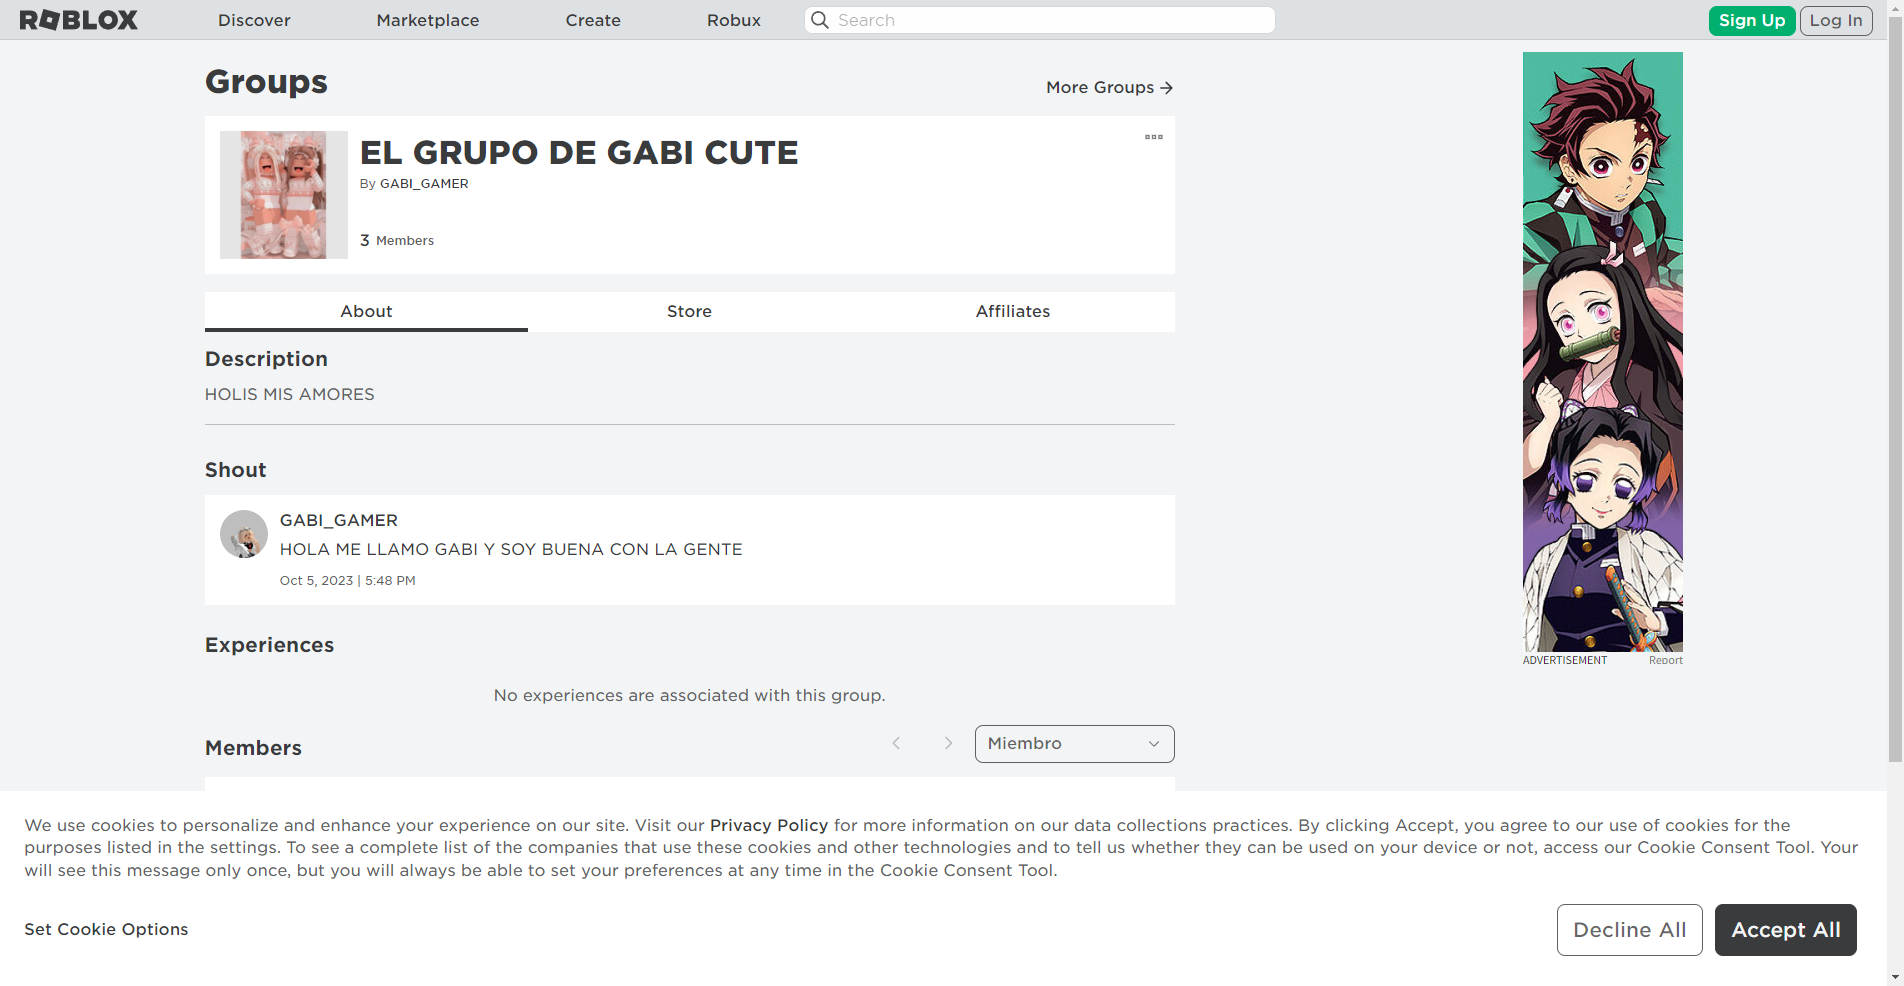 ROBLOX
Discover
Marketplace
Create
Robux
Search
Sign Up
Log In
Groups
More Groups
EL GRUPO DE GABI CUTE
By GABI_GAMER
3 Members
About
Store
Affiliates
Description
HOLIS MIS AMORES
Shout
GABI_GAMER
HOLA ME LLAMO GABI Y SOY BUENA CON LA GENTE
Oct 5, 2023 | 5:48 PM
Experiences
No experiences are associated with this group.
Members
Miembro
ADVERTISEMENT
Report
We use cookies to personalize and enhance your experience on our site. Visit our Privacy Policy for more information on our data collections practices. By clicking Accept, you agree to our use of cookies for the
purposes listed in the settings. To see a complete list of the companies that use these cookies and other technologies and to tell us whether they can be used on your device or not, access our Cookie Consent Tool. Your
will see this message only once, but you will always be able to set your preferences at any time in the Cookie Consent Tool.
Set Cookie Options
Decline All
Accept All